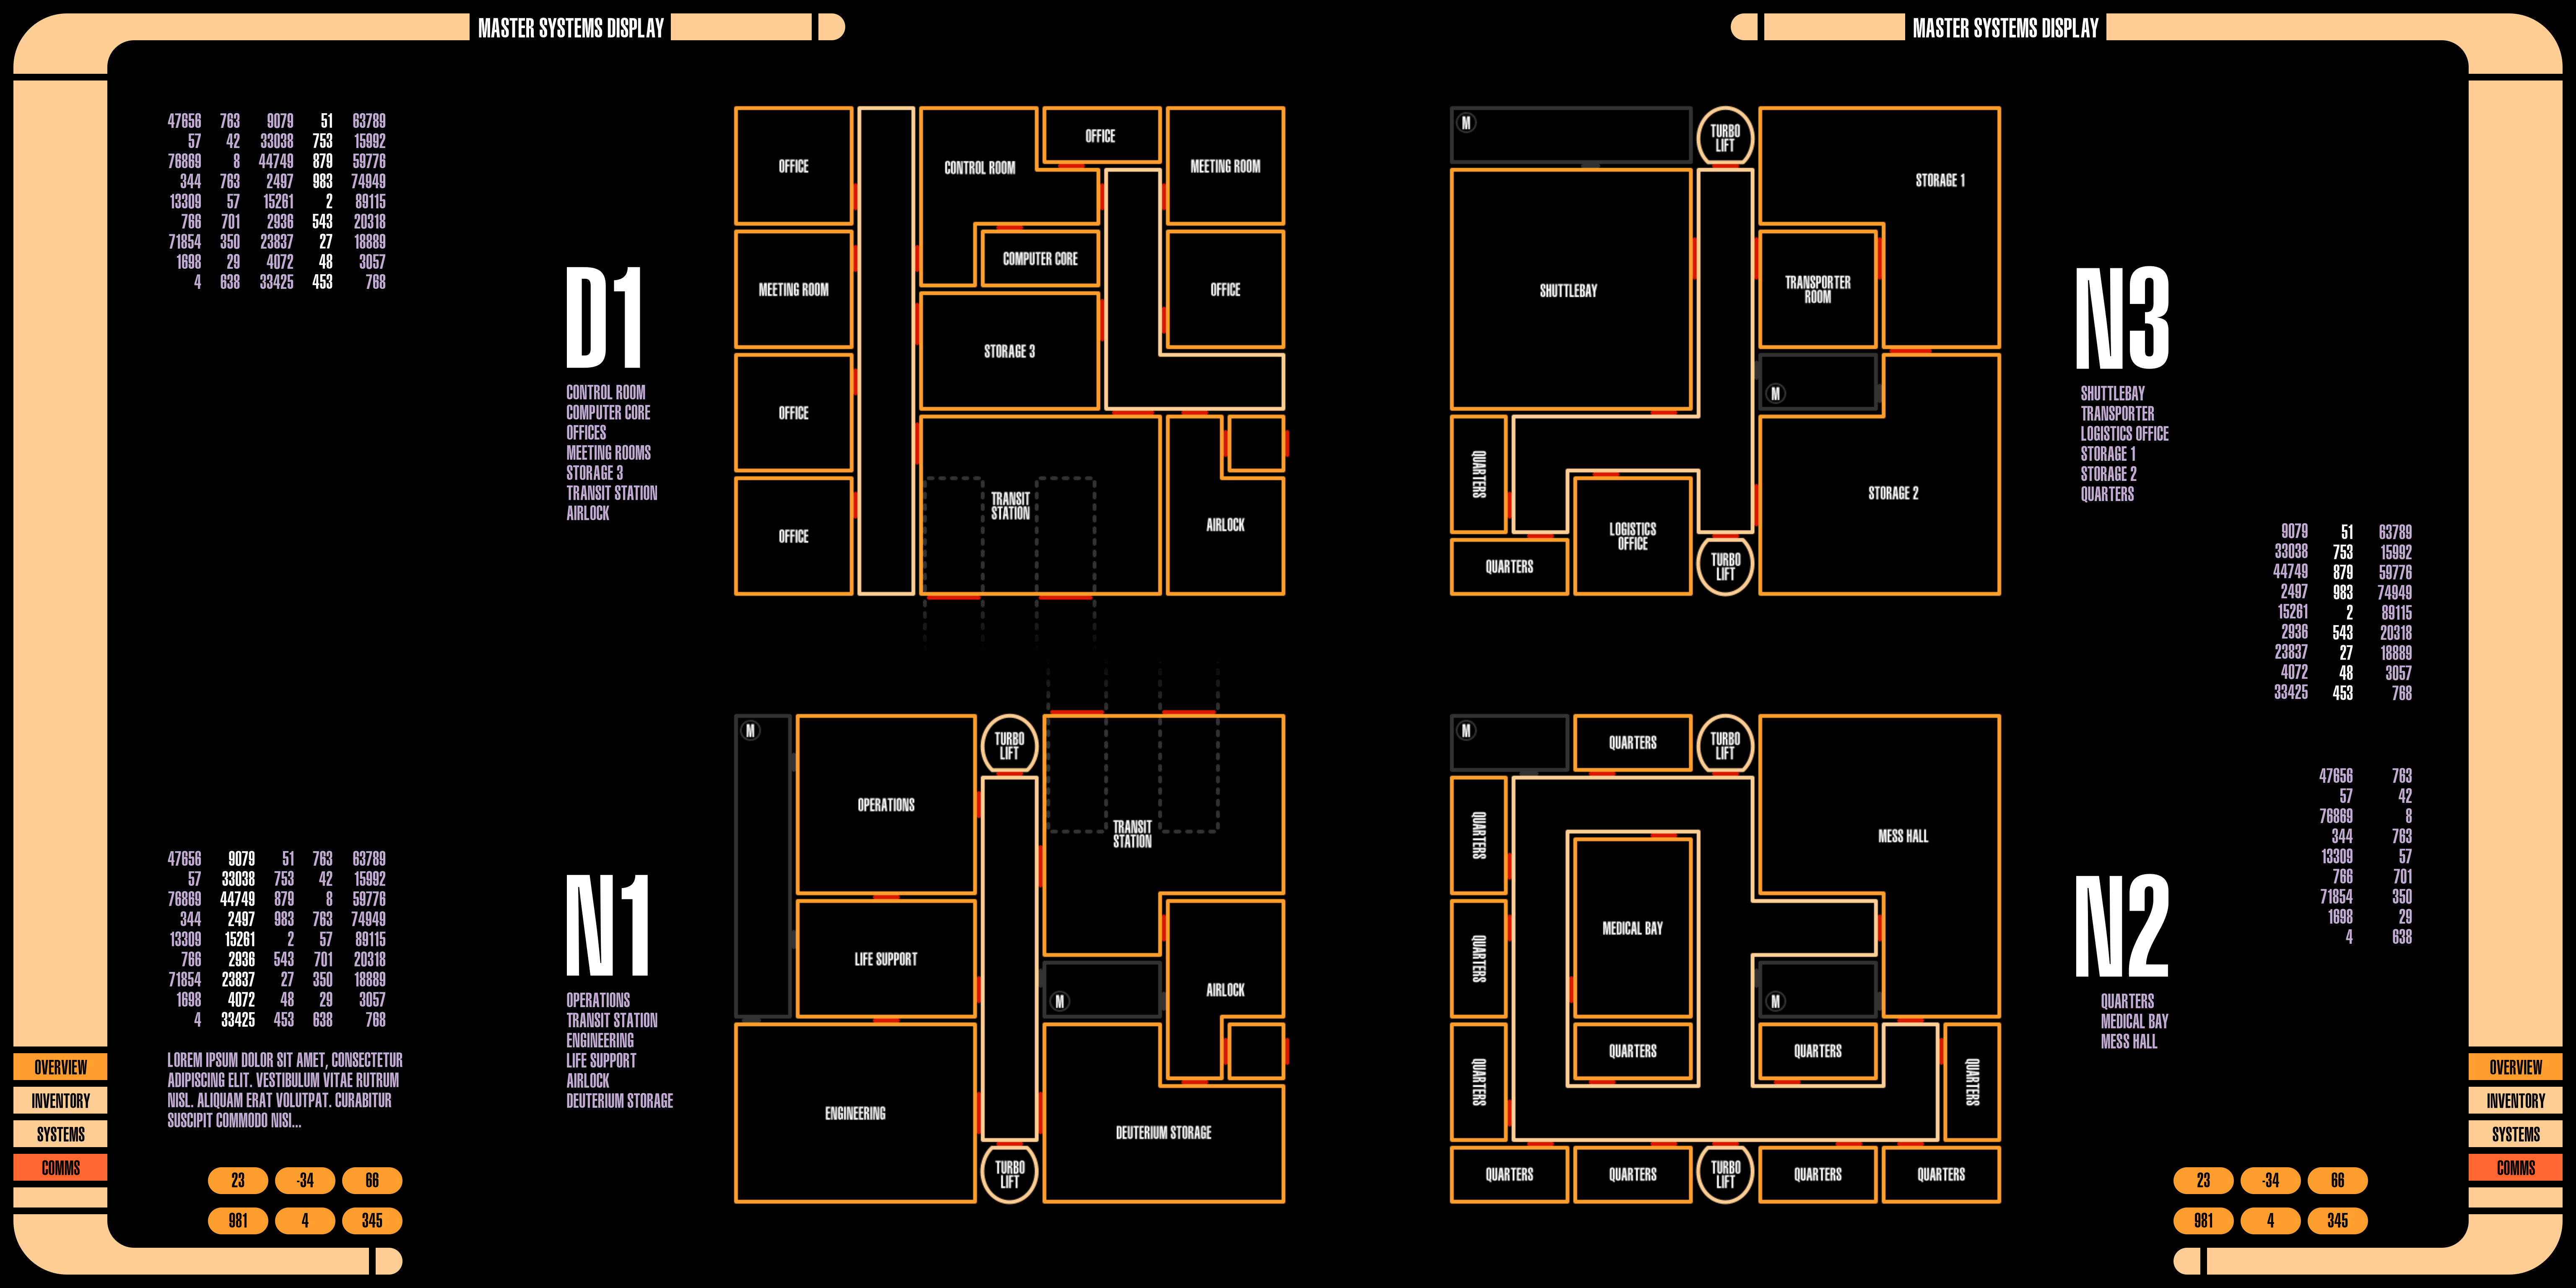 MASTER SYSTEMS DISPLAY
MASTER SYSTEMS DISPLAY
47656 763 9079 51 63789
57 42 33038 753 15992
76869 8 44749 879 59776
344 763 2497 983 74949
13309 57 15261 2 89115
766 701 2936 543 20318
71854 350 23837 27 18889
1698 29 4072 48 3057
4 638 33425 453 768
D1
CONTROL ROOM
COMPUTER CORE
OFFICES
MEETING ROOMS
STORAGE 3
TRANSIT STATION
AIRLOCK
OFFICE
CONTROL ROOM
OFFICE
MEETING ROOM
MEETING ROOM
COMPUTER CORE
OFFICE
STORAGE 3
OFFICE
TRANSIT
STATION
OFFICE
AIRLOCK
M
TURBO
LIFT
STORAGE 1
SHUTTLEBAY
TRANSPORTER
ROOM
M
QUARTERS
STORAGE 2
LOGISTICS
OFFICE
QUARTERS
TURBO
LIFT
N3
SHUTTLEBAY
TRANSPORTER
LOGISTICS OFFICE
STORAGE 1
STORAGE 2
QUARTERS
9079 51 63789
33038 753 15992
44749 879 59776
2497 983 74949
15261 2 89115
2936 543 20318
23837 27 18889
4072 48 3057
33425 453 768
47656 9079 51 763 63789
57 33038 753 42 15992
76869 44749 879 8 59776
344 2497 983 763 74949
13309 15261 2 57 89115
766 2936 543 701 20318
71854 23837 27 350 18889
1698 4072 48 29 3057
4 33425 453 638 768
LOREM IPSUM DOLOR SIT AMET, CONSECTETUR
ADIPISCING ELIT. VESTIBULUM VITAE RUTRUM
NISL. ALIQUAM ERAT VOLUTPAT. CURABITUR
SUSCIPIT COMMODO NISI...
N1
OPERATIONS
TRANSIT STATION
ENGINEERING
LIFE SUPPORT
AIRLOCK
DEUTERIUM STORAGE
M
TURBO
LIFT
OPERATIONS
TRANSIT
STATION
LIFE SUPPORT
M
AIRLOCK
ENGINEERING
DEUTERIUM STORAGE
TURBO
LIFT
M
QUARTERS
TURBO
LIFT
QUARTERS
MESS HALL
MEDICAL BAY
QUARTERS
M
QUARTERS
QUARTERS
QUARTERS
QUARTERS
QUARTERS
QUARTERS
TURBO
LIFT
QUARTERS
QUARTERS
N2
QUARTERS
MEDICAL BAY
MESS HALL
47656 763
57 42
76869 8
344 763
13309 57
766 701
71854 350
1698 29
4 638
OVERVIEW
INVENTORY
SYSTEMS
COMMS
23 -34 66
981 4 345
OVERVIEW
INVENTORY
SYSTEMS
COMMS
23 -34 66
981 4 345